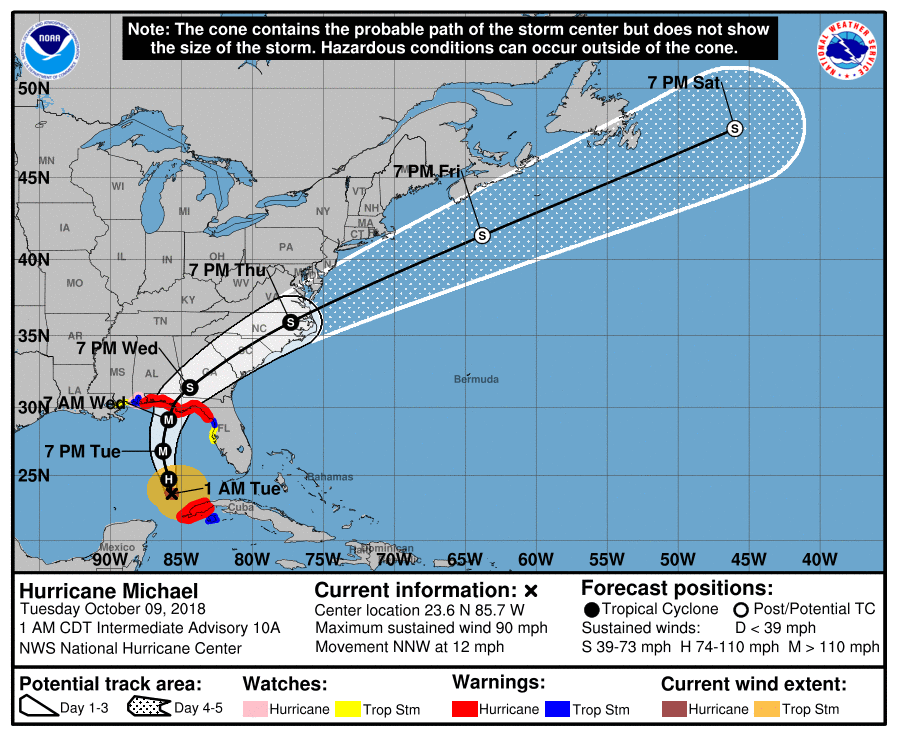 Note: The cone contains the probable path of the storm center but does not show
the size of the storm. Hazardous conditions can occur outside of the cone.
NOAA
NATIONAL WEATHER SERVICE
7 PM Sat
50N
MN
7 PM Fri
45N
WI
VT
NH
MI
NY
MA
CT
IA
40N
PA
IL
IN
OH
7 PM Thu
MO
WV
VA
KY
35N
TN
NC
AR
7 PM Wed
SC
MS
AL
GA
Bermuda
LA
30N
7 AM Wed
FL
7 PM Tue
25N
1 AM Tue
Bahamas
Cuba
Mexico
Dominican
90W
85W
80W
75W
70W
65W
60W
55W
50W
45W
40W
S
S
S
S
M
M
H
Hurricane Michael
Tuesday October 09, 2018
1 AM CDT Intermediate Advisory 10A
NWS National Hurricane Center
Current information: ×
Center location 23.6 N 85.7 W
Maximum sustained wind 90 mph
Movement NNW at 12 mph
Forecast positions:
Tropical Cyclone
Post/Potential TC
Sustained winds: D < 39 mph
S 39-73 mph H 74-110 mph M > 110 mph
Potential track area:
Day 1-3
Day 4-5
Watches:
Hurricane
Trop Stm
Warnings:
Hurricane
Trop Stm
Current wind extent:
Hurricane
Trop Stm